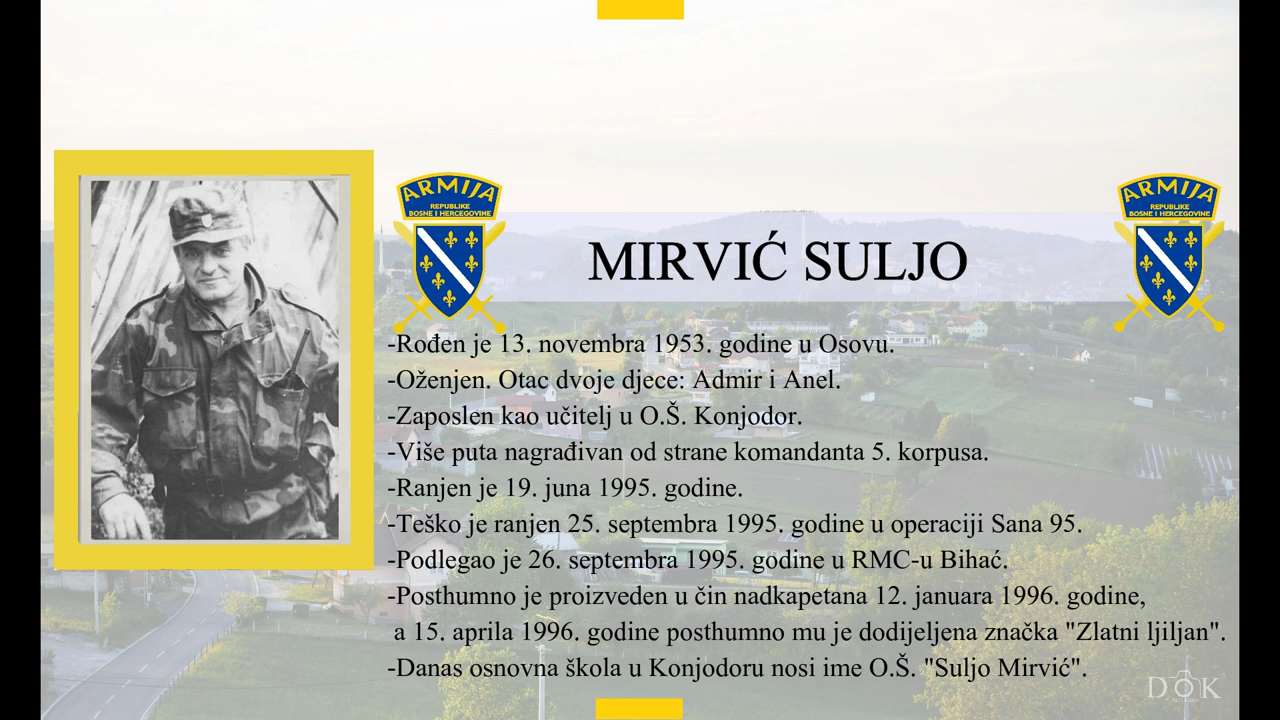 ARMIJA
REPUBLIKE
BOSNE I HERCEGOVINE
ARMIJA
REPUBLIKE
BOSNE I HERCEGOVINE
MIRVIĆ SULJO
-Rođen je 13. novembra 1953. godine u Osovu.
-Oženjen. Otac dvoje djece: Admir i Anel.
-Zaposlen kao učitelj u O.Š. Konjodor.
-Više puta nagrađivan od strane komandanta 5. korpusa.
-Ranjen je 19. juna 1995. godine.
-Teško je ranjen 25. septembra 1995. godine u operaciji Sana 95.
-Podlegao je 26. septembra 1995. godine u RMC-u Bihać.
-Posthumno je proizveden u čin nadkapetana 12. januara 1996. godine,
a 15. aprila 1996. godine posthumno mu je dodijeljena značka "Zlatni ljiljan".
-Danas osnovna škola u Konjodoru nosi ime O.Š. "Suljo Mirvić".
DOK